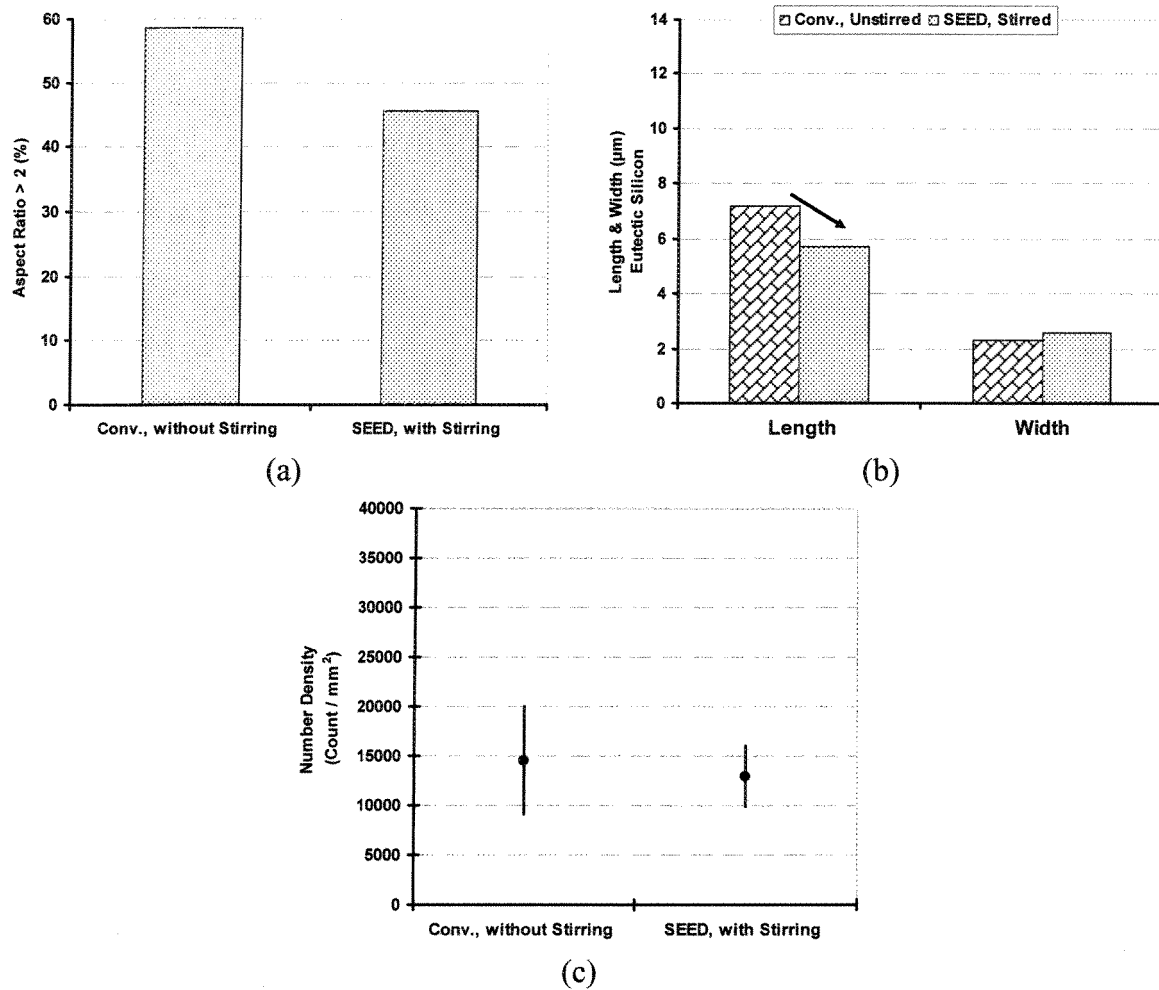 60
50
40
30
20
10
0
Aspect Ratio > 2 (%)
Conv., without Stirring
SEED, with Stirring
(a)
Conv., Unstirred SEED, Stirred
14
12
10
8
6
4
2
0
Length & Width (µm)
Eutectic Silicon
Length
Width
(b)
40000
35000
30000
25000
20000
15000
10000
5000
0
Number Density
(Count / mm²)
Conv., without Stirring
SEED, with Stirring
(c)